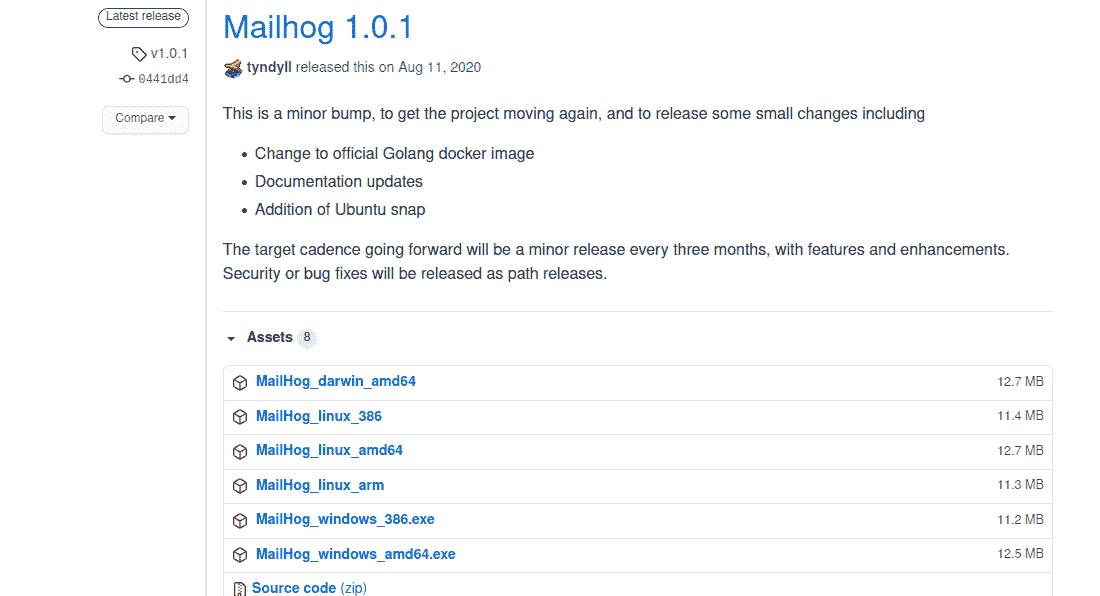 Latest release
v1.0.1
0441dd4
Compare
Mailhog 1.0.1
tyndyll released this on Aug 11, 2020
This is a minor bump, to get the project moving again, and to release some small changes including
Change to official Golang docker image
Documentation updates
Addition of Ubuntu snap
The target cadence going forward will be a minor release every three months, with features and enhancements.
Security or bug fixes will be released as path releases.
Assets 8
MailHog_darwin_amd64 12.7 MB
MailHog_linux_386 11.4 MB
MailHog_linux_amd64 12.7 MB
MailHog_linux_arm 11.3 MB
MailHog_windows_386.exe 11.2 MB
MailHog_windows_amd64.exe 12.5 MB
Source code (zip)